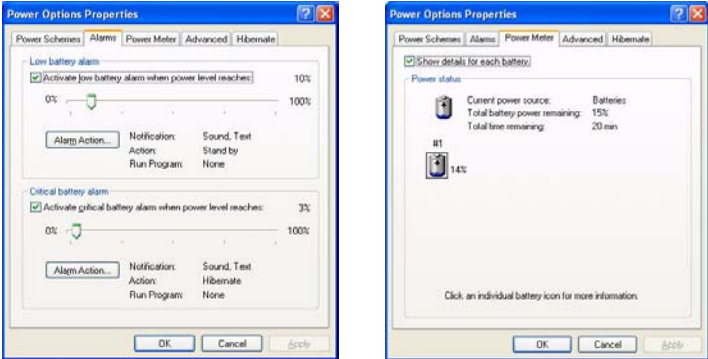 Power Options Properties
Power Schemes Alarms Power Meter Advanced Hibernate
Low battery alarm
Activate low battery alarm when power level reaches: 10%
0% 100%
Alarm Action... Notification: Sound, Text
Action: Stand by
Run Program: None
Critical battery alarm
Activate critical battery alarm when power level reaches: 3%
0% 100%
Alarm Action... Notification: Sound, Text
Action: Hibernate
Run Program: None
OK Cancel Apply
Power Options Properties
Power Schemes Alarms Power Meter Advanced Hibernate
Show details for each battery.
Power status
Current power source: Batteries
Total battery power remaining: 15%
Total time remaining: 20 min
#1
14%
Click an individual battery icon for more information.
OK Cancel Apply